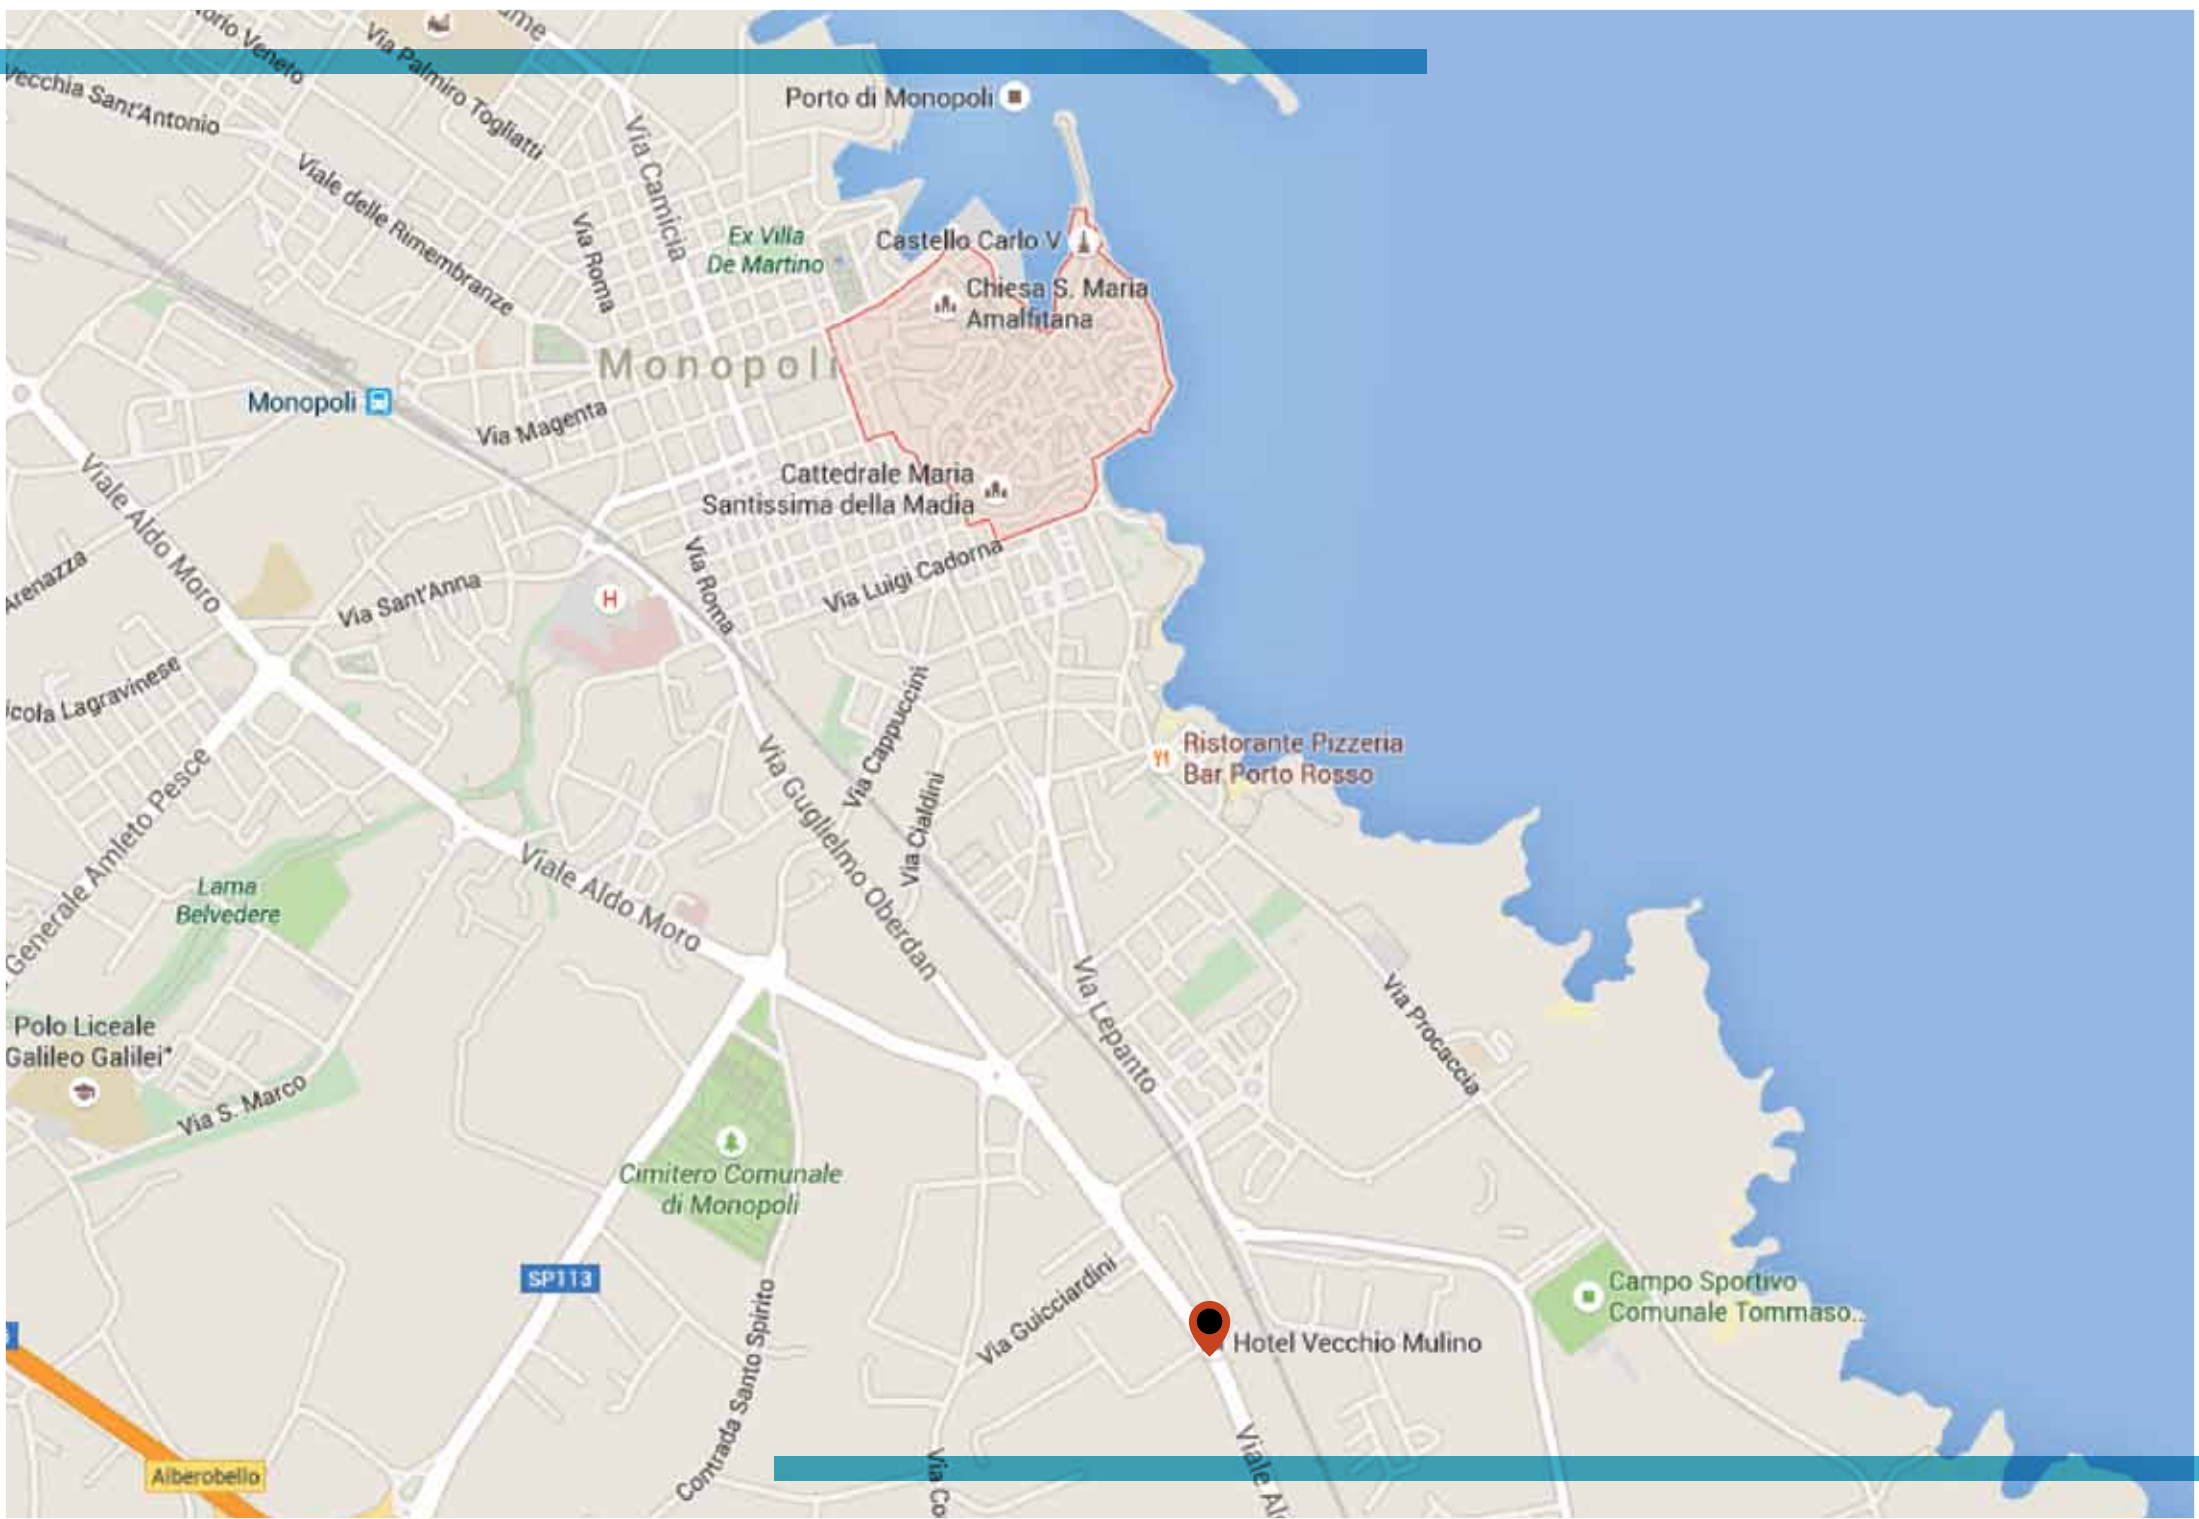 Via Palmiro Togliatti
Sant'Antonio
Porto di Monopoli
Via Camicia
Viale delle Rimembranze
Via Roma
Ex Villa
De Martino
Castello Carlo V
Chiesa S. Maria
Amalfitana
Monopoli
Monopoli
Via Magenta
Cattedrale Maria
Santissima della Madia
Viale Aldo Moro
Via Roma
Via Luigi Cadorna
Via Sant'Anna
H
Lagravinese
Via Cappuccini
Ristorante Pizzeria
Bar Porto Rosso
Via Guglielmo Oberdan
Via Cialdini
Generale Amleto Pesce
Viale Aldo Moro
Lama
Belvedere
Via Lepanto
Via Procaccia
Polo Liceale
Galileo Galilei"
Via S. Marco
Cimitero Comunale
di Monopoli
SP113
Via Guicciardini
Contrada Santo Spirito
Campo Sportivo
Comunale Tommaso..
Hotel Vecchio Mulino
Alberobello
Via Co
Viale Al